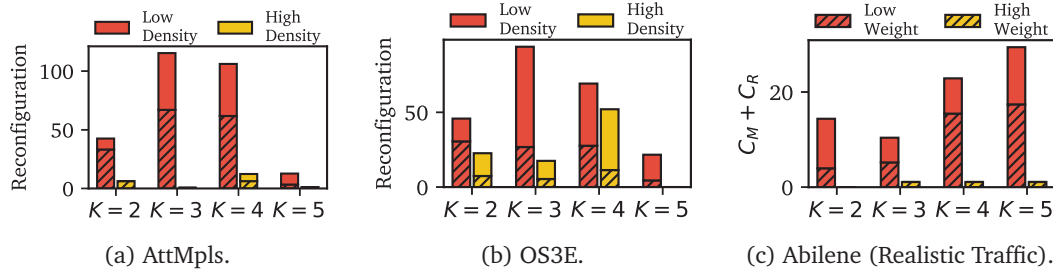 Low Density
High Density
Reconfiguration
100
50
0
K = 2
K = 3
K = 4
K = 5
(a) AttMpls.
Low Density
High Density
Reconfiguration
50
0
K = 2
K = 3
K = 4
K = 5
(b) OS3E.
Low Weight
High Weight
C_M + C_R
20
0
K = 2
K = 3
K = 4
K = 5
(c) Abilene (Realistic Traffic).